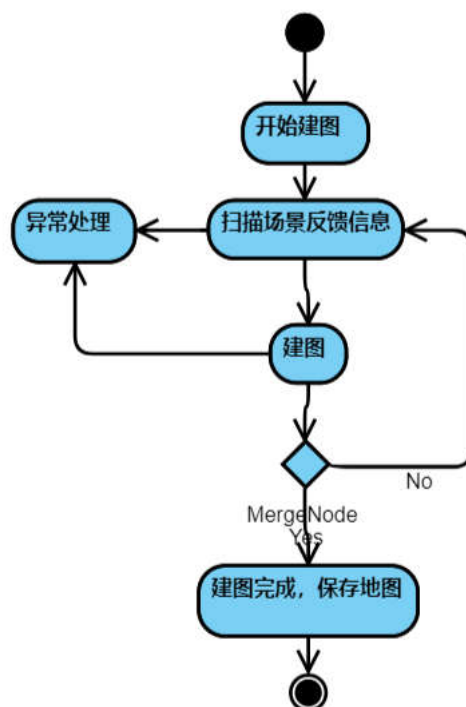 开始建图
异常处理
扫描场景反馈信息
建图
No
MergeNode
Yes
建图完成，保存地图